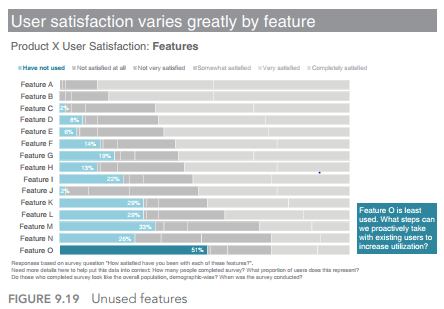 User satisfaction varies greatly by feature
Product X User Satisfaction: Features
Have not used Not satisfied at all Not very satisfied Somewhat satisfied Very satisfied Completely satisfied
Feature A
Feature B
Feature C 2%
Feature D 8%
Feature E 6%
Feature F 14%
Feature G 19%
Feature H 13%
Feature I 22%
Feature J 2%
Feature K 29%
Feature L 29%
Feature M 33%
Feature N 26%
Feature O 51%
Feature O is least
used. What steps can
we proactively take
with existing users to
increase utilization?
Responses based on survey question "How satisfied have you been with each of these features?".
Need more details here to help put this data into context: How many people completed survey? What proportion of users does this represent?
Do those who completed survey look like the overall population, demographic-wise? When was the survey conducted?
FIGURE 9.19 Unused features